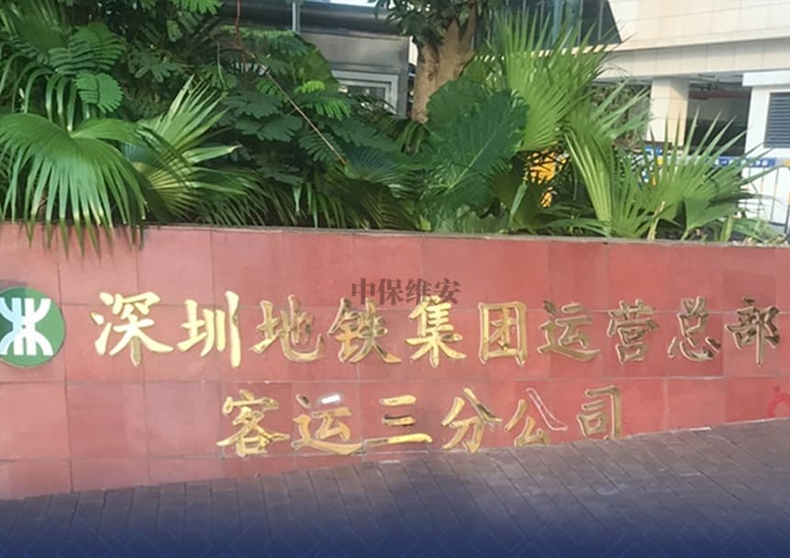 中保维安
深圳地铁集团运营总部
客运三分公司